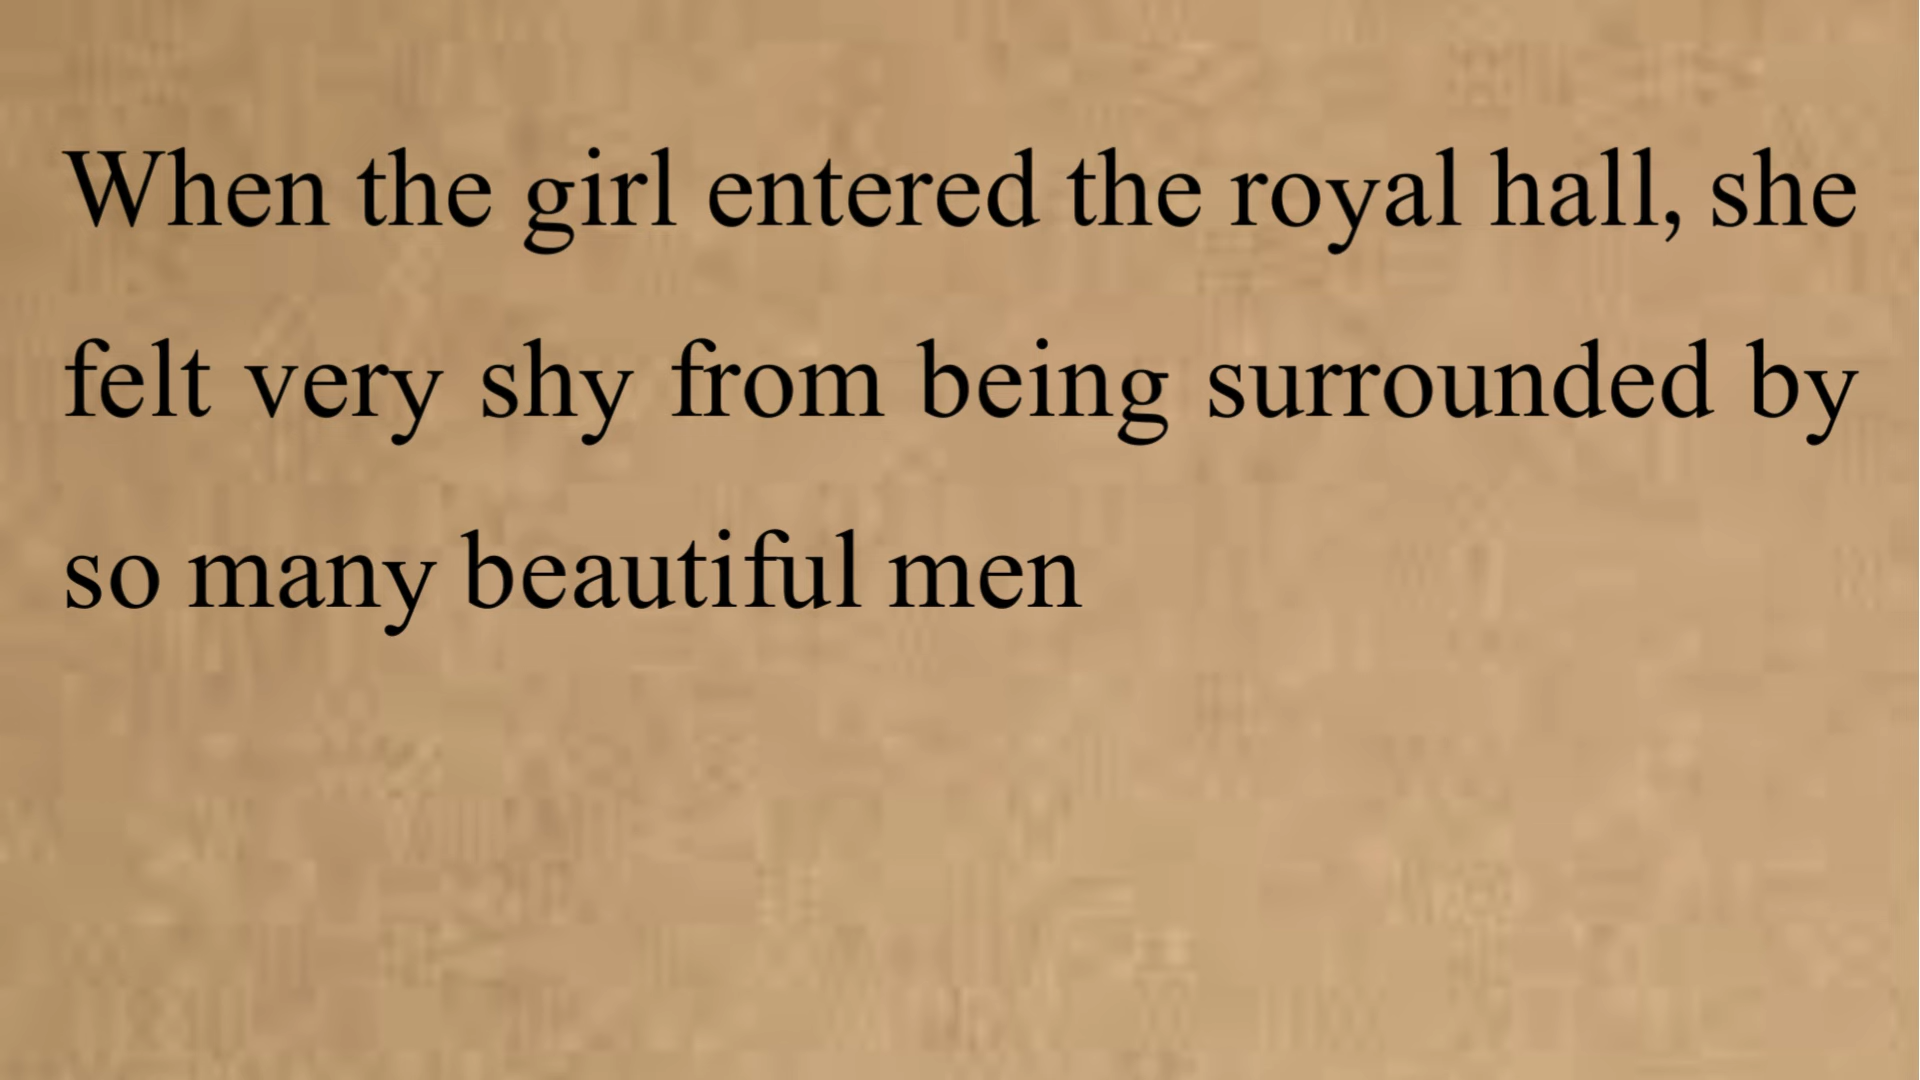 When the girl entered the royal hall, she
felt very shy from being surrounded by
so many beautiful men